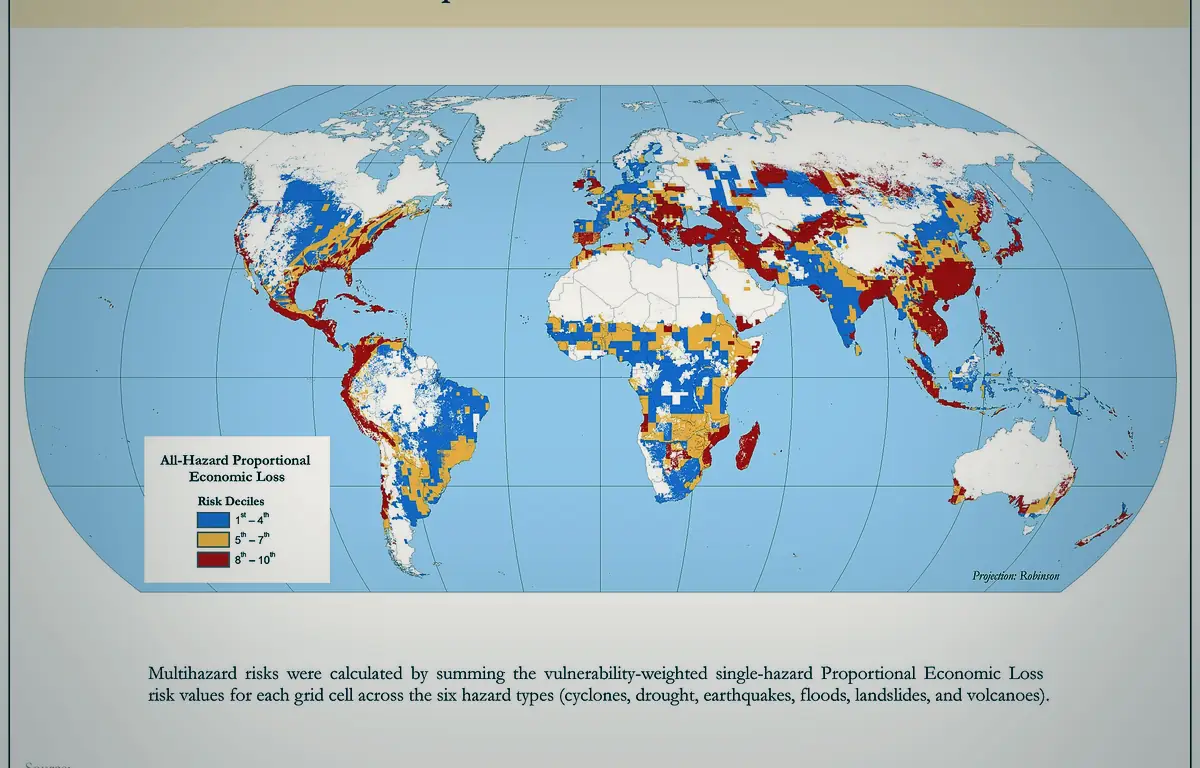 All-Hazard Proportional
Economic Loss
Risk Deciles
1st – 4th
5th – 7th
8th – 10th
Projection: Robinson
Multihazard risks were calculated by summing the vulnerability-weighted single-hazard Proportional Economic Loss
risk values for each grid cell across the six hazard types (cyclones, drought, earthquakes, floods, landslides, and volcanoes).